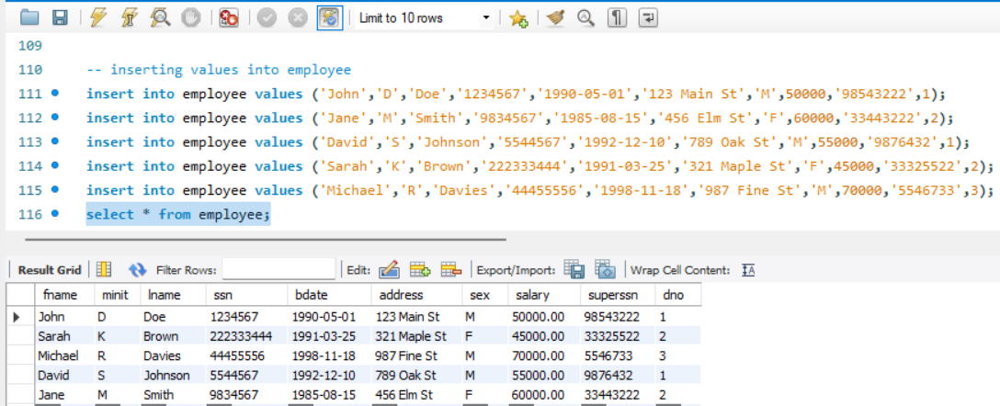 Limit to 10 rows
109
110 -- inserting values into employee
111 insert into employee values ('John','D','Doe','1234567','1990-05-01','123 Main St','M',50000,'98543222',1);
112 insert into employee values ('Jane','M','Smith','9834567','1985-08-15','456 Elm St','F',60000,'33443222',2);
113 insert into employee values ('David','S','Johnson','5544567','1992-12-10','789 Oak St','M',55000,'9876432',1);
114 insert into employee values ('Sarah','K','Brown','222333444','1991-03-25','321 Maple St','F',45000,'33325522',2);
115 insert into employee values ('Michael','R','Davies','44455556','1998-11-18','987 Fine St','M',70000,'5546733',3);
116 select * from employee;
Result Grid Filter Rows: Edit: Export/Import: Wrap Cell Content: IA
fname minit lname ssn bdate address sex salary superssn dno
John D Doe 1234567 1990-05-01 123 Main St M 50000.00 98543222 1
Sarah K Brown 222333444 1991-03-25 321 Maple St F 45000.00 33325522 2
Michael R Davies 44455556 1998-11-18 987 Fine St M 70000.00 5546733 3
David S Johnson 5544567 1992-12-10 789 Oak St M 55000.00 9876432 1
Jane M Smith 9834567 1985-08-15 456 Elm St F 60000.00 33443222 2